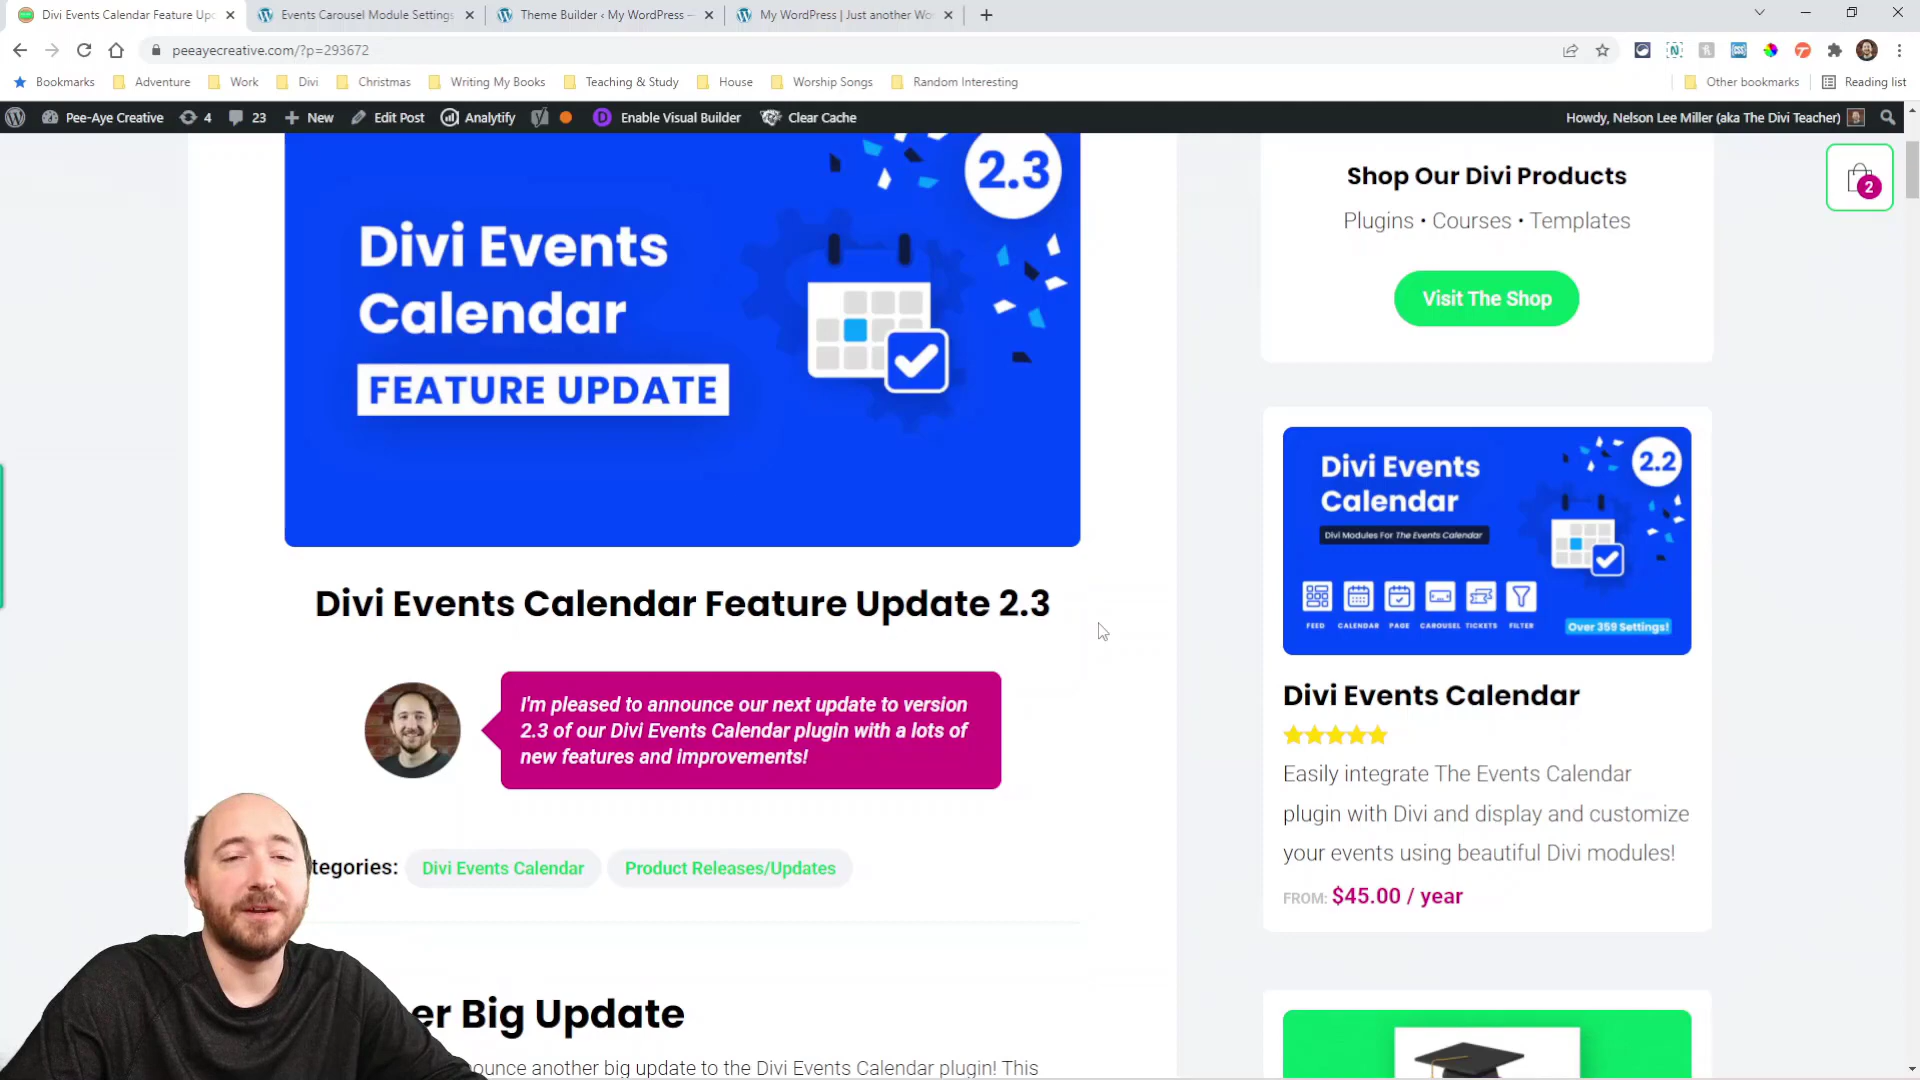 Divi Events Calendar Feature Upd
Events Carousel Module Settings
Theme Builder ‹ My WordPress —
My WordPress | Just another Wo
peeayecreative.com/?p=293672
Bookmarks
Adventure
Work
Divi
Christmas
Writing My Books
Teaching & Study
House
Worship Songs
Random Interesting
Other bookmarks
Reading list
Pee-Aye Creative
4
23
New
Edit Post
Analytify
Enable Visual Builder
Clear Cache
Howdy, Nelson Lee Miller (aka The Divi Teacher)
2.3
Divi Events
Calendar
FEATURE UPDATE
Divi Events Calendar Feature Update 2.3
I'm pleased to announce our next update to version
2.3 of our Divi Events Calendar plugin with a lots of
new features and improvements!
tegories:
Divi Events Calendar
Product Releases/Updates
er Big Update
ounce another big update to the Divi Events Calendar plugin! This
Shop Our Divi Products
Plugins • Courses • Templates
Visit The Shop
2
Divi Events
Calendar
2.2
Divi Modules For The Events Calendar
FEED
CALENDAR
PAGE
CAROUSEL
TICKETS
FILTER
Over 359 Settings!
Divi Events Calendar
Easily integrate The Events Calendar
plugin with Divi and display and customize
your events using beautiful Divi modules!
FROM: $45.00 / year